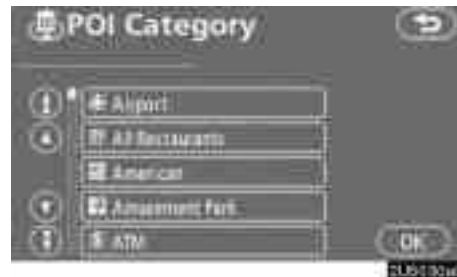 POI Category
Airport
All Restaurants
American
Amusement Park
ATM
OK